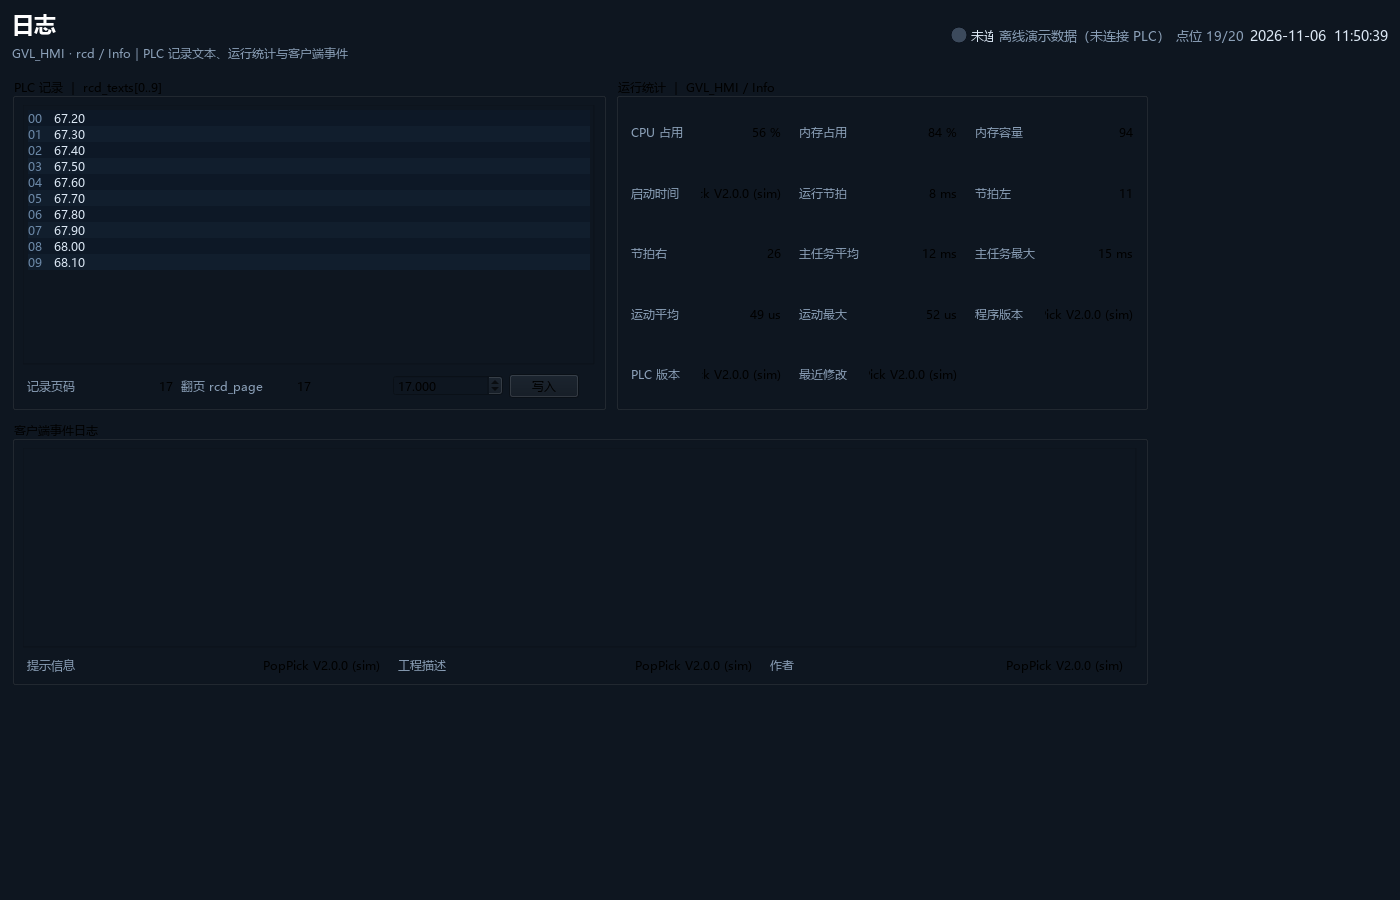 日志
GVL_HMI · rcd / Info | PLC 记录文本、运行统计与客户端事件
未连 离线演示数据（未连接 PLC） 点位 19/20 2026-11-06 11:50:39
PLC 记录 | rcd_texts[0..9]
00 67.20
01 67.30
02 67.40
03 67.50
04 67.60
05 67.70
06 67.80
07 67.90
08 68.00
09 68.10
记录页码 17 翻页 rcd_page 17 17.000 写入
运行统计 | GVL_HMI / Info
CPU 占用 56 % 内存占用 84 % 内存容量 94
启动时间 :k V2.0.0 (sim) 运行节拍 8 ms 节拍左 11
节拍右 26 主任务平均 12 ms 主任务最大 15 ms
运动平均 49 us 运动最大 52 us 程序版本 ick V2.0.0 (sim)
PLC 版本 k V2.0.0 (sim) 最近修改 ick V2.0.0 (sim)
客户端事件日志
提示信息 PopPick V2.0.0 (sim) 工程描述 PopPick V2.0.0 (sim) 作者 PopPick V2.0.0 (sim)